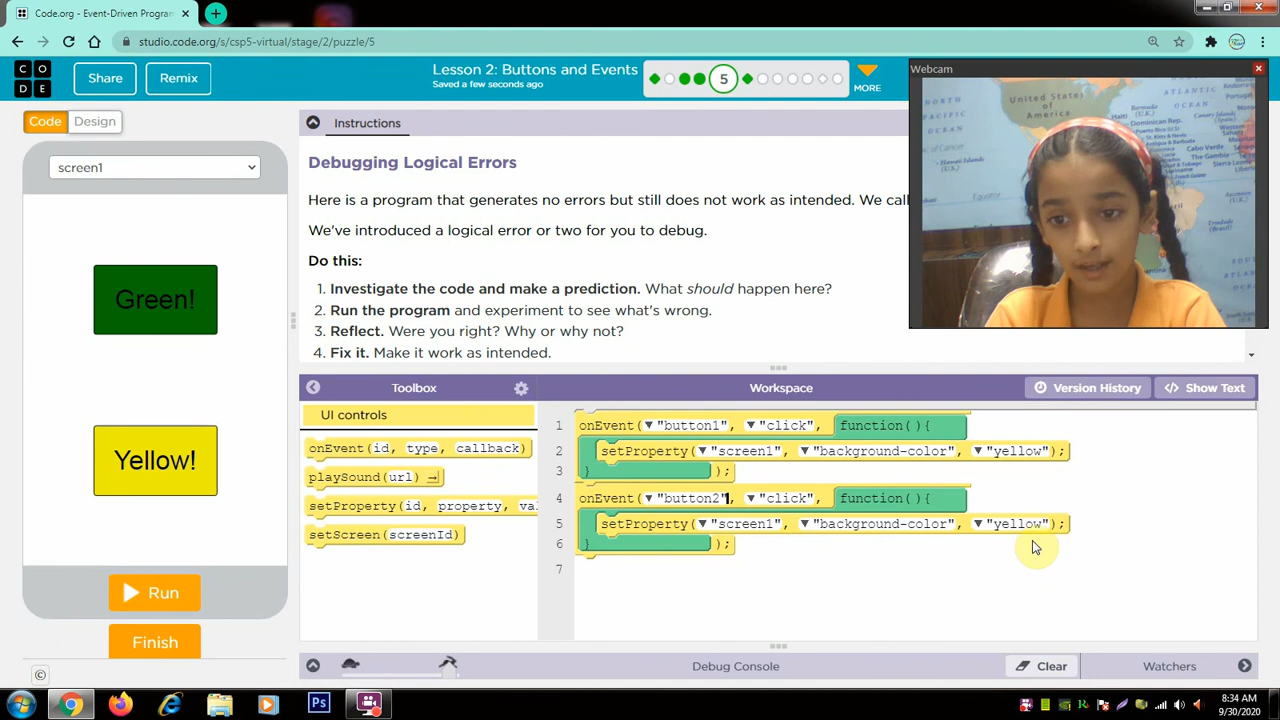 Code.org - Event-Driven Progra
studio.code.org/s/csp5-virtual/stage/2/puzzle/5
C O
D E
Share
Remix
Lesson 2: Buttons and Events
Saved a few seconds ago
5
MORE
Webcam
Code
Design
screen1
Green!
Yellow!
Run
Finish
Instructions
Debugging Logical Errors
Here is a program that generates no errors but still does not work as intended. We call
We've introduced a logical error or two for you to debug.
Do this:
1. Investigate the code and make a prediction. What should happen here?
2. Run the program and experiment to see what's wrong.
3. Reflect. Were you right? Why or why not?
4. Fix it. Make it work as intended.
United States of America
Toolbox
Workspace
Version History
</> Show Text
UI controls
onEvent(id, type, callback)
playSound(url)
setProperty(id, property, val
setScreen(screenId)
1 onEvent( ▼ "button1", ▼ "click", function( ){
2 setProperty( ▼ "screen1", ▼ "background-color", ▼ "yellow");
3 } );
4 onEvent( ▼ "button2", ▼ "click", function( ){
5 setProperty( ▼ "screen1", ▼ "background-color", ▼ "yellow");
6 } );
7
Debug Console
Clear
Watchers
©
Ps
8:34 AM
9/30/2020